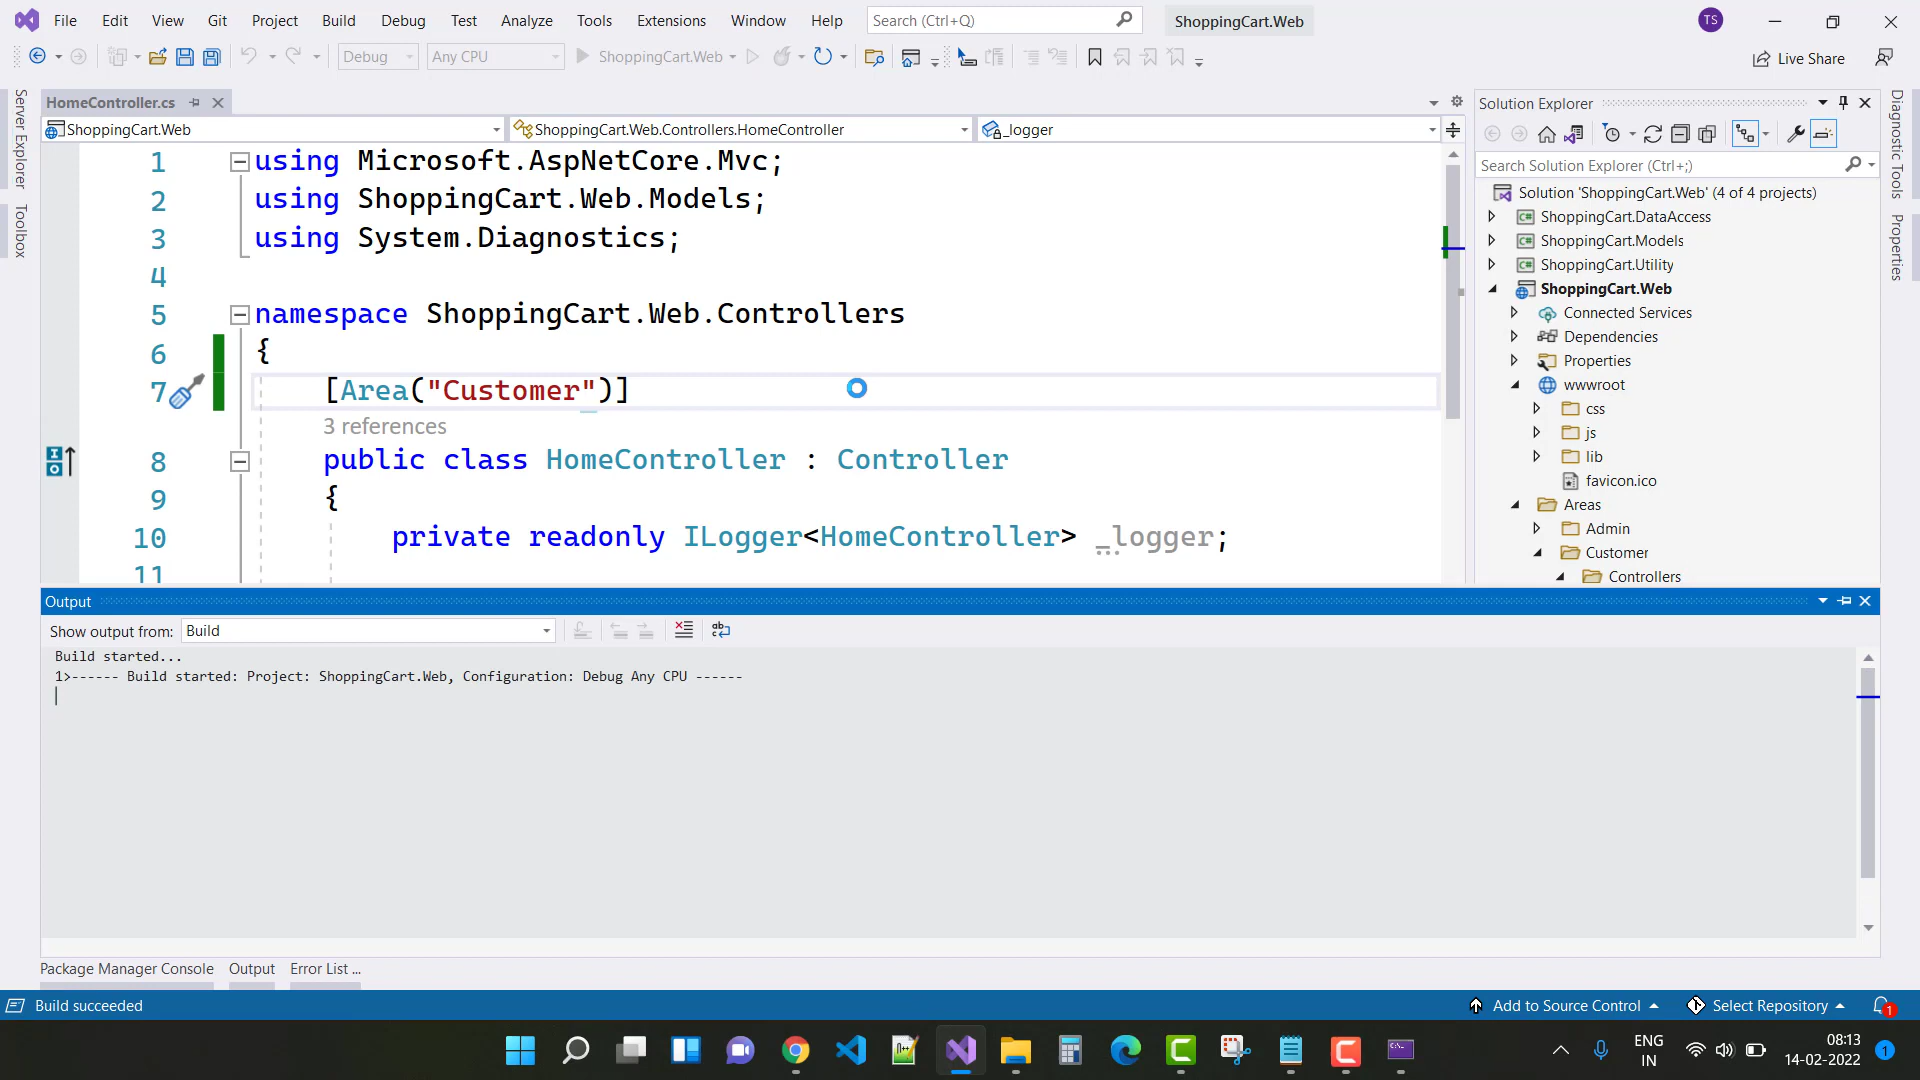 File Edit View Git Project Build Debug Test Analyze Tools Extensions Window Help Search (Ctrl+Q) ShoppingCart.Web TS
Debug Any CPU ShoppingCart.Web Live Share
Server Explorer
Toolbox
HomeController.cs
ShoppingCart.Web ShoppingCart.Web.Controllers.HomeController _logger
1 using Microsoft.AspNetCore.Mvc;
2 using ShoppingCart.Web.Models;
3 using System.Diagnostics;
4
5 namespace ShoppingCart.Web.Controllers
6 {
7 [Area("Customer")]
3 references
8 public class HomeController : Controller
9 {
10 private readonly ILogger<HomeController> _logger;
11
Solution Explorer
Search Solution Explorer (Ctrl+;)
Solution 'ShoppingCart.Web' (4 of 4 projects)
C# ShoppingCart.DataAccess
C# ShoppingCart.Models
C# ShoppingCart.Utility
ShoppingCart.Web
Connected Services
Dependencies
Properties
wwwroot
css
js
lib
favicon.ico
Areas
Admin
Customer
Controllers
Diagnostic Tools
Properties
Output
Show output from: Build
Build started...
1>------ Build started: Project: ShoppingCart.Web, Configuration: Debug Any CPU ------
Package Manager Console Output Error List ...
Build succeeded Add to Source Control Select Repository 1
ENG
IN
08:13
14-02-2022
1